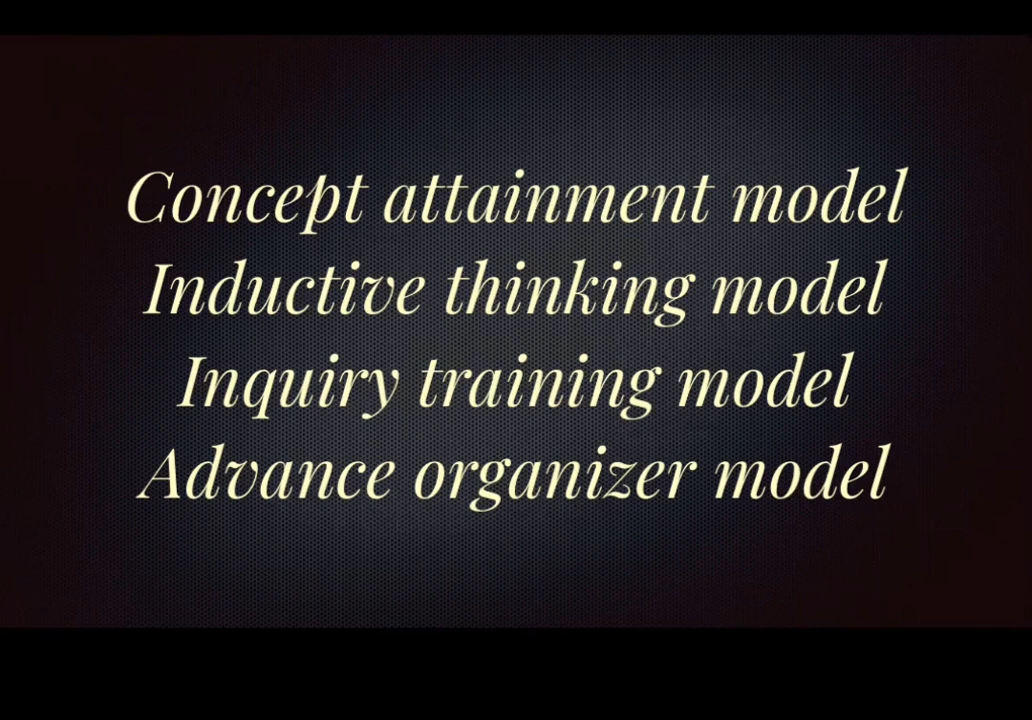 Concept attainment model
Inductive thinking model
Inquiry training model
Advance organizer model